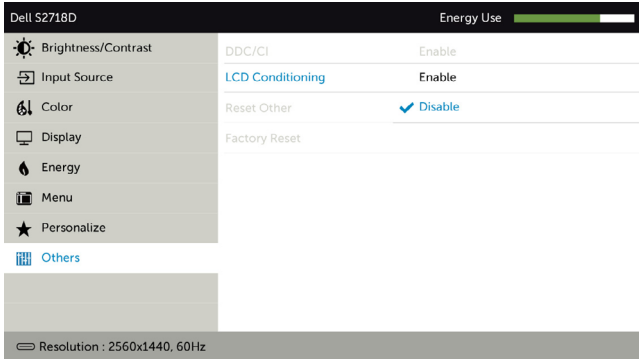 Dell S2718D Energy Use
Brightness/Contrast DDC/CI Enable
Input Source LCD Conditioning Enable
Color Reset Other Disable
Display Factory Reset
Energy
Menu
Personalize
Others
Resolution : 2560x1440, 60Hz